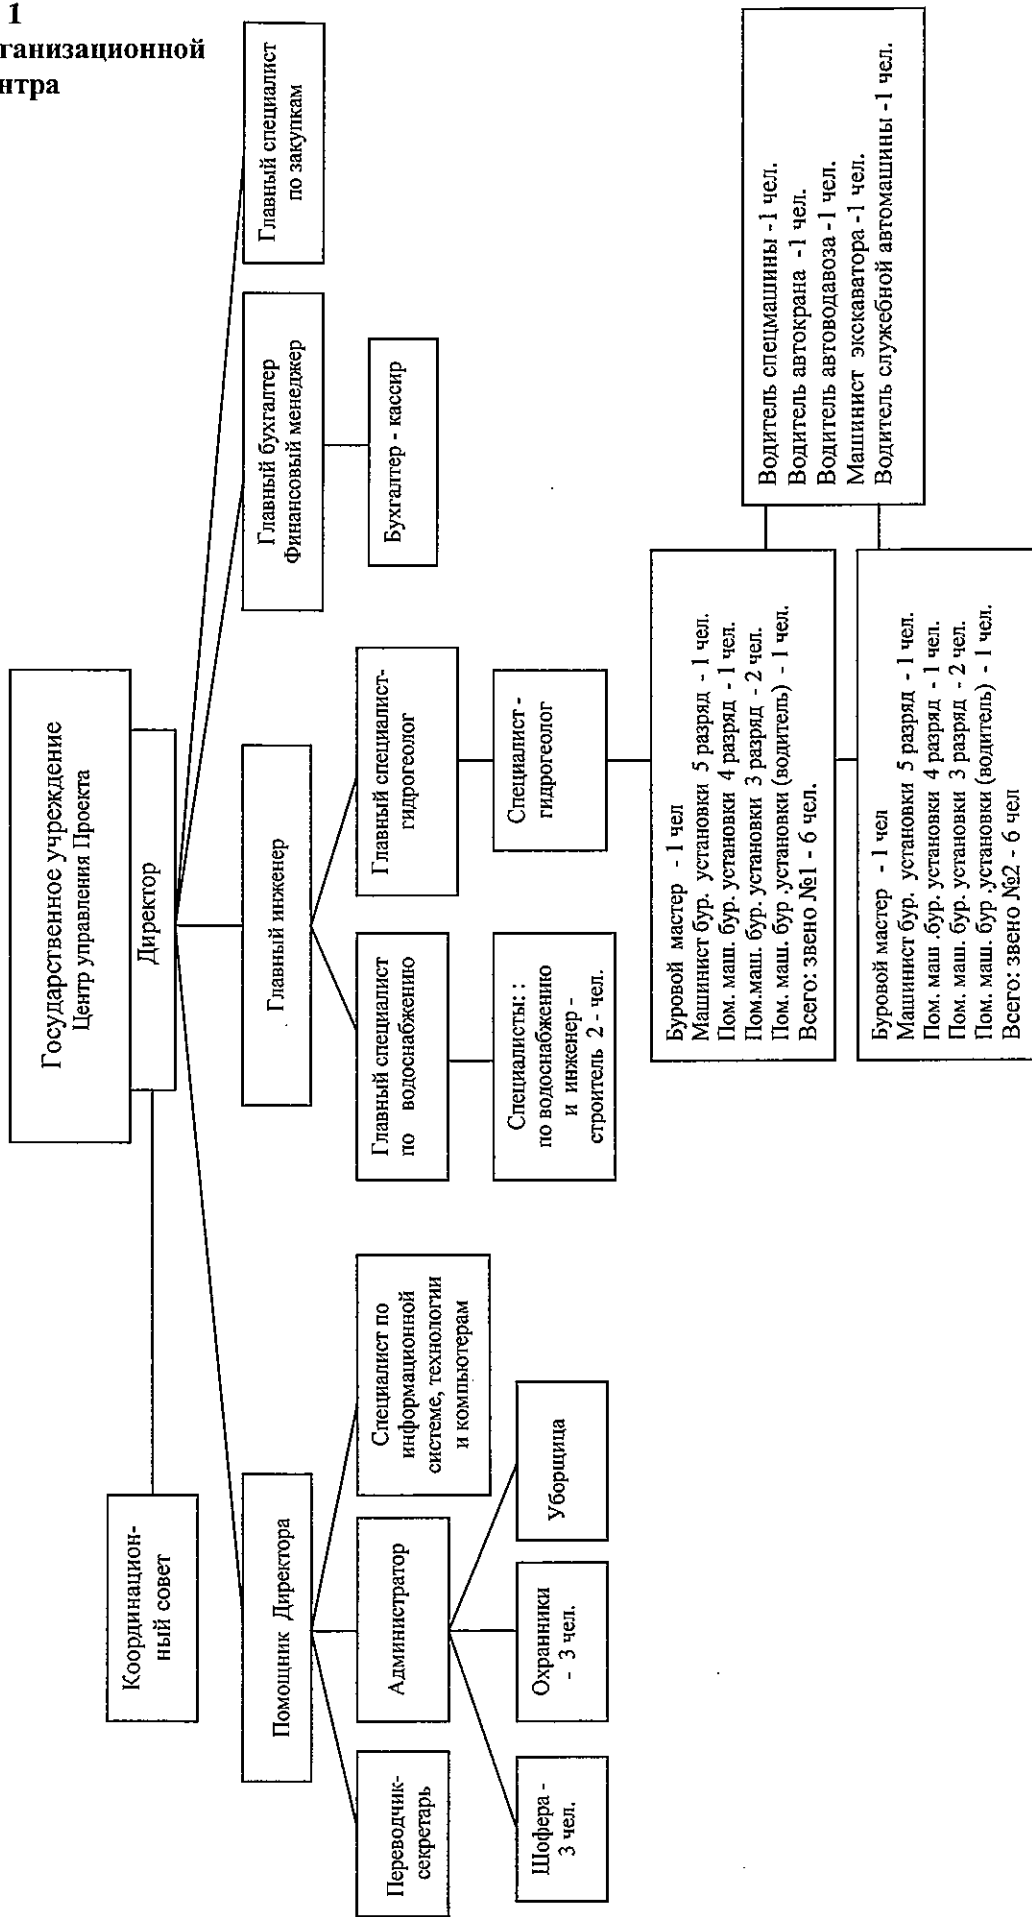 1
ганизационной
нтра
Государственное учреждение
Центр управления Проекта
Директор
Координацион-
ный совет
Помощник Директора
Главный инженер
Главный бухгалтер
Финансовый менеджер
Главный специалист
по закупкам
Переводчик-
секретарь
Администратор
Специалист по
информационной
системе, технологии
и компьютерам
Главный специалист
по водоснабжению
Главный специалист-
гидрогеолог
Бухгалтер - кассир
Шофера -
3 чел.
Охранники
- 3 чел.
Уборщица
Специалисты: :
по водоснабжению
и инженер -
строитель 2 - чел.
Специалист -
гидрогеолог
Буровой мастер - 1 чел
Машинист бур. установки 5 разряд - 1 чел.
Пом. маш. бур. установки 4 разряд - 1 чел.
Пом.маш. бур. установки 3 разряд - 2 чел.
Пом. маш. бур .установки (водитель) - 1 чел.
Всего: звено №1 - 6 чел.
Водитель спецмашины -1 чел.
Водитель автокрана -1 чел.
Водитель автоводавоза -1 чел.
Машинист экскаватора -1 чел.
Водитель служебной автомашины -1 чел.
Буровой мастер - 1 чел
Машинист бур. установки 5 разряд - 1 чел.
Пом. маш .бур. установки 4 разряд - 1 чел.
Пом. маш. бур. установки 3 разряд - 2 чел.
Пом. маш. бур .установки (водитель) - 1 чел.
Всего: звено №2 - 6 чел